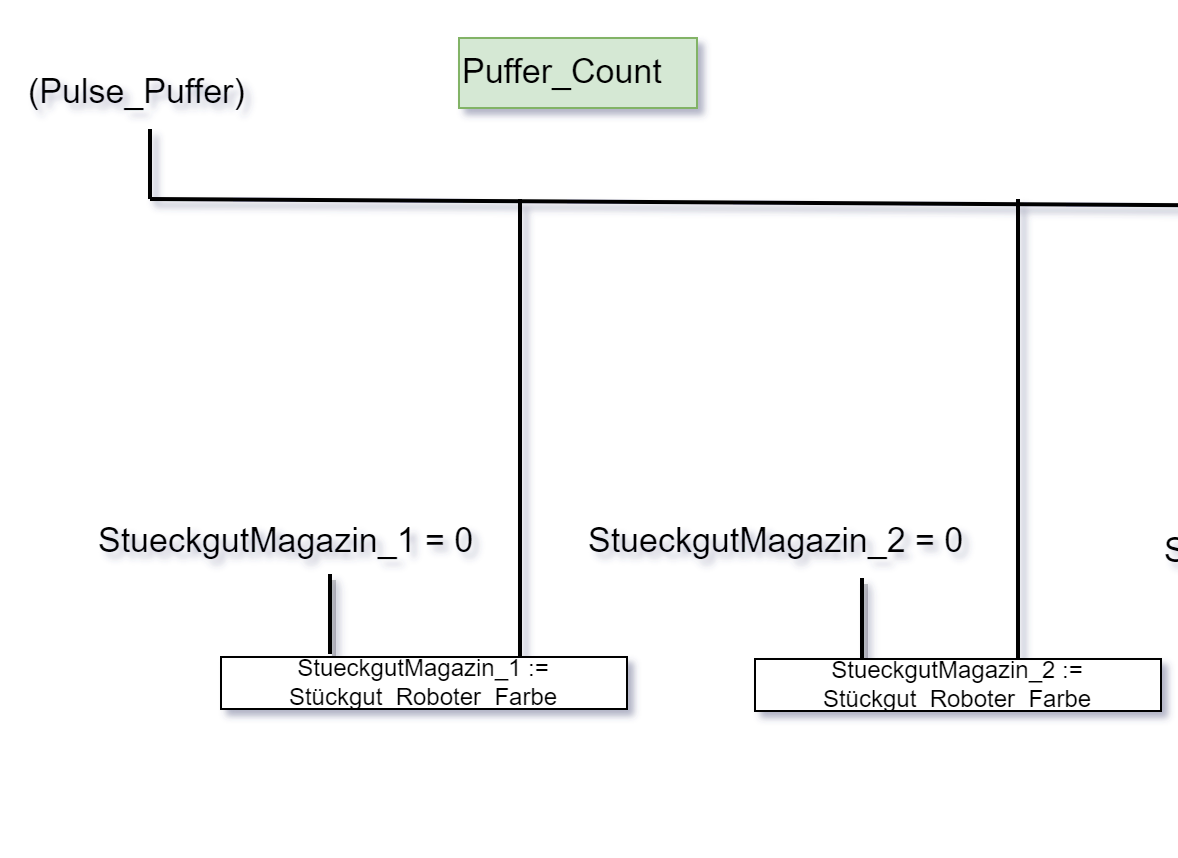 Puffer_Count
(Pulse_Puffer)
StueckgutMagazin_1 = 0
StueckgutMagazin_2 = 0
StueckgutMagazin_1 :=
Stückgut_Roboter_Farbe
StueckgutMagazin_2 :=
Stückgut_Roboter_Farbe